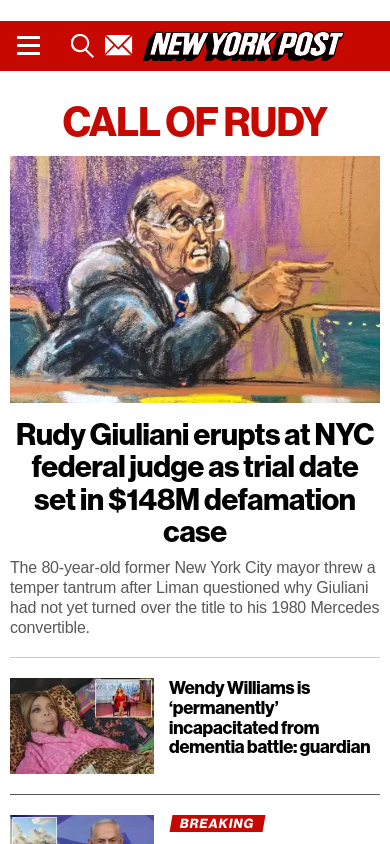 NEW YORK POST
CALL OF RUDY
Rudy Giuliani erupts at NYC
federal judge as trial date
set in $148M defamation
case
The 80-year-old former New York City mayor threw a
temper tantrum after Liman questioned why Giuliani
had not yet turned over the title to his 1980 Mercedes
convertible.
Wendy Williams is
‘permanently’
incapacitated from
dementia battle: guardian
BREAKING